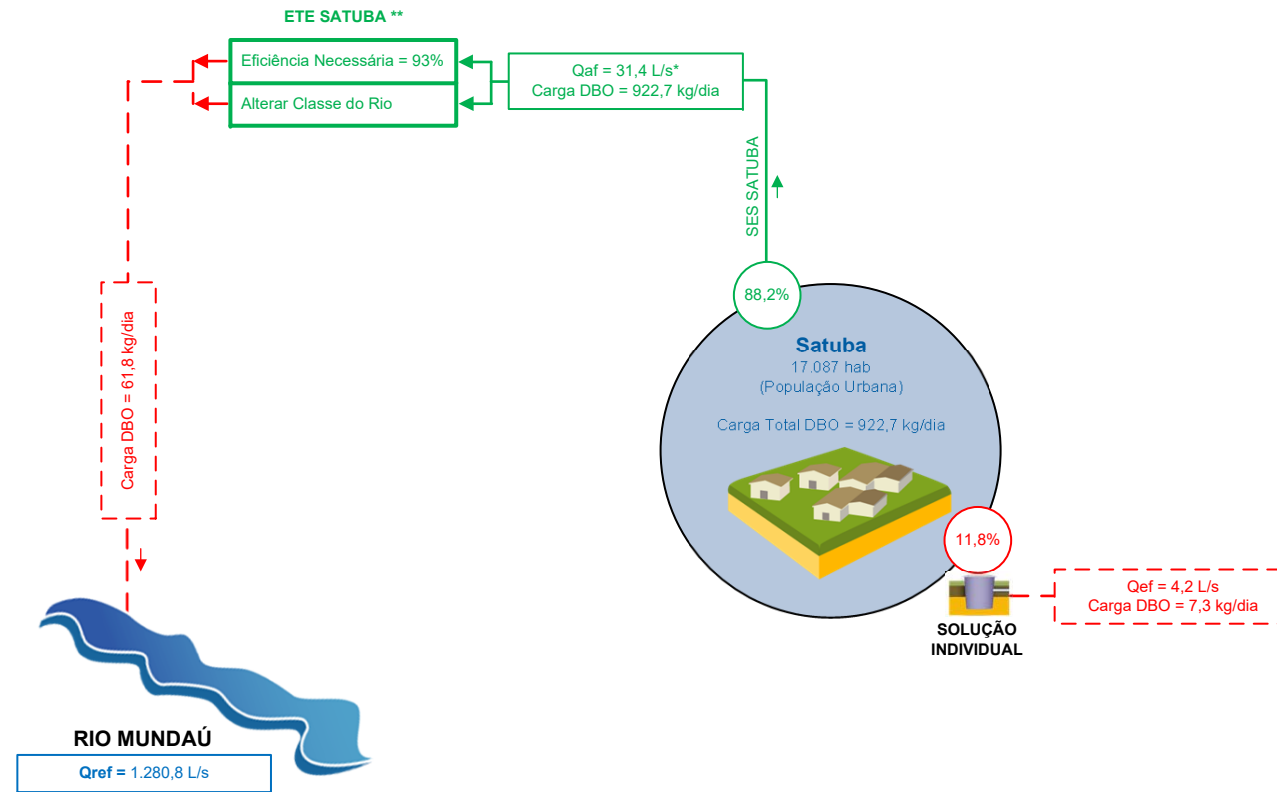 ETE SATUBA **
Eficiência Necessária = 93%
Alterar Classe do Rio
Qaf = 31,4 L/s*
Carga DBO = 922,7 kg/dia
SES SATUBA
88,2%
Satuba
17.087 hab
(População Urbana)
Carga Total DBO = 922,7 kg/dia
11,8%
SOLUÇÃO
INDIVIDUAL
Qef = 4,2 L/s
Carga DBO = 7,3 kg/dia
Carga DBO = 61,8 kg/dia
RIO MUNDAÚ
Qref = 1.280,8 L/s